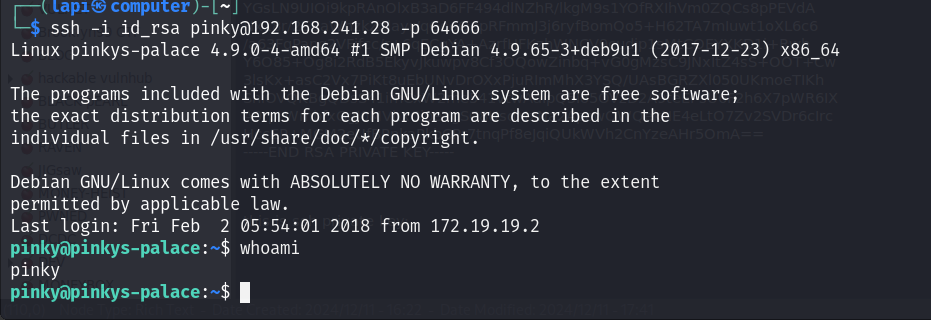 ┌──(lapi㉿computer)-[~]
└─$ ssh -i id_rsa pinky@192.168.241.28 -p 64666
Linux pinkys-palace 4.9.0-4-amd64 #1 SMP Debian 4.9.65-3+deb9u1 (2017-12-23) x86_64

The programs included with the Debian GNU/Linux system are free software;
the exact distribution terms for each program are described in the
individual files in /usr/share/doc/*/copyright.

Debian GNU/Linux comes with ABSOLUTELY NO WARRANTY, to the extent
permitted by applicable law.
Last login: Fri Feb  2 05:54:01 2018 from 172.19.19.2
pinky@pinkys-palace:~$ whoami
pinky
pinky@pinkys-palace:~$
-----END RSA PRIVATE KEY-----